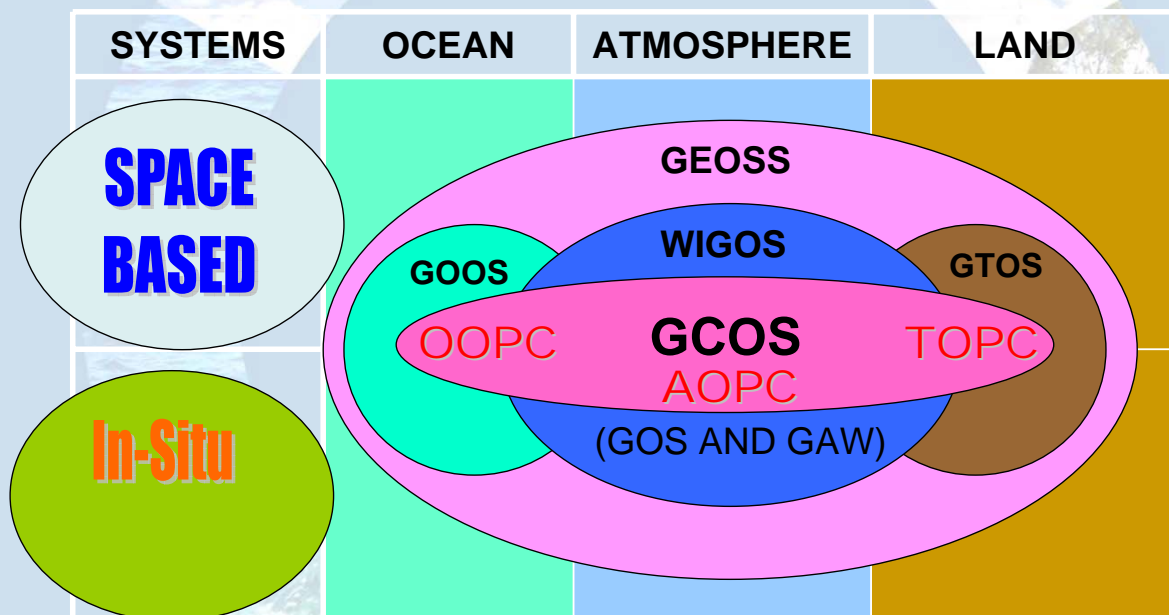 SYSTEMS
OCEAN
ATMOSPHERE
LAND
SPACE
BASED
In-Situ
GEOSS
WIGOS
GOOS
GTOS
OOPC
GCOS
TOPC
AOPC
(GOS AND GAW)